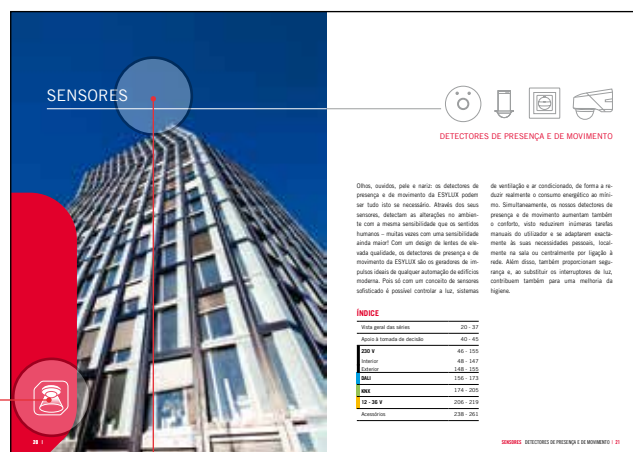 SENSORES
DETECTORES DE PRESENÇA E DE MOVIMENTO
Olhos, ouvidos, pele e nariz: os detectores de
presença e de movimento da ESYLUX podem
ser tudo isto se necessário. Através dos seus
sensores, detectam as alterações no ambien-
te com a mesma sensibilidade que os sentidos
humanos – muitas vezes com uma sensibilidade
ainda maior! Com um design de lentes de ele-
vada qualidade, os detectores de presença e de
movimento da ESYLUX são os geradores de im-
pulsos ideais de qualquer automação de edifícios
moderna. Pois só com um conceito de sensores
sofisticado é possível controlar a luz, sistemas
de ventilação e ar condicionado, de forma a re-
duzir realmente o consumo energético ao míni-
mo. Simultaneamente, os nossos detectores de
presença e de movimento aumentam também
o conforto, visto reduzirem inúmeras tarefas
manuais do utilizador e se adaptarem exacta-
mente às suas necessidades pessoais, local-
mente na sala ou centralmente por ligação à
rede. Além disso, também proporcionam segu-
rança e, ao substituir os interruptores de luz,
contribuem também para uma melhoria da
higiene.
ÍNDICE
Vista geral das séries 20 - 37
Apoio à tomada de decisão 40 - 45
230 V 46 - 155
Interior 48 - 147
Exterior 148 - 155
DALI 156 - 173
KNX 174 - 205
12 - 36 V 206 - 219
Acessórios 238 - 261
SENSORES DETECTORES DE PRESENÇA E DE MOVIMENTO I 21